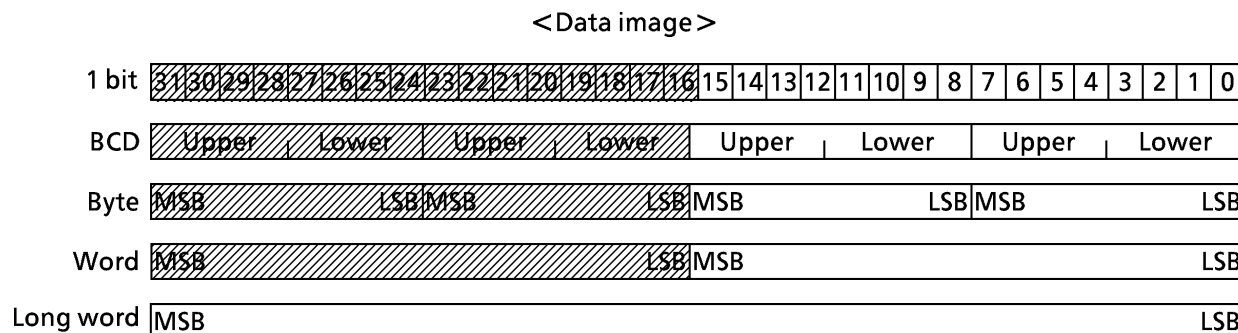 <Data image>
1 bit 31 30 29 28 27 26 25 24 23 22 21 20 19 18 17 16 15 14 13 12 11 10 9 8 7 6 5 4 3 2 1 0
BCD Upper Lower Upper Lower Upper Lower Upper Lower
Byte MSB LSB MSB LSB MSB LSB MSB LSB
Word MSB LSB MSB LSB
Long word MSB LSB